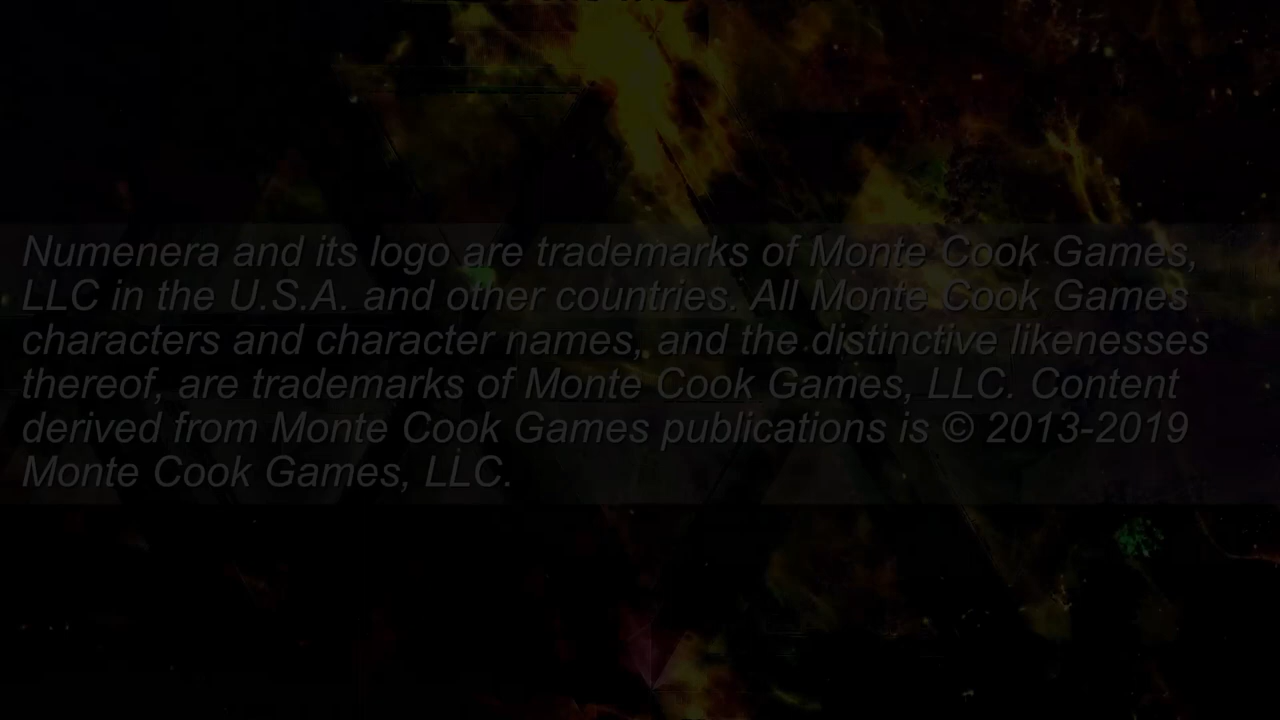 Numenera and its logo are trademarks of Monte Cook Games,
LLC in the U.S.A. and other countries. All Monte Cook Games
characters and character names, and the distinctive likenesses
thereof, are trademarks of Monte Cook Games, LLC. Content
derived from Monte Cook Games publications is © 2013-2019
Monte Cook Games, LLC.